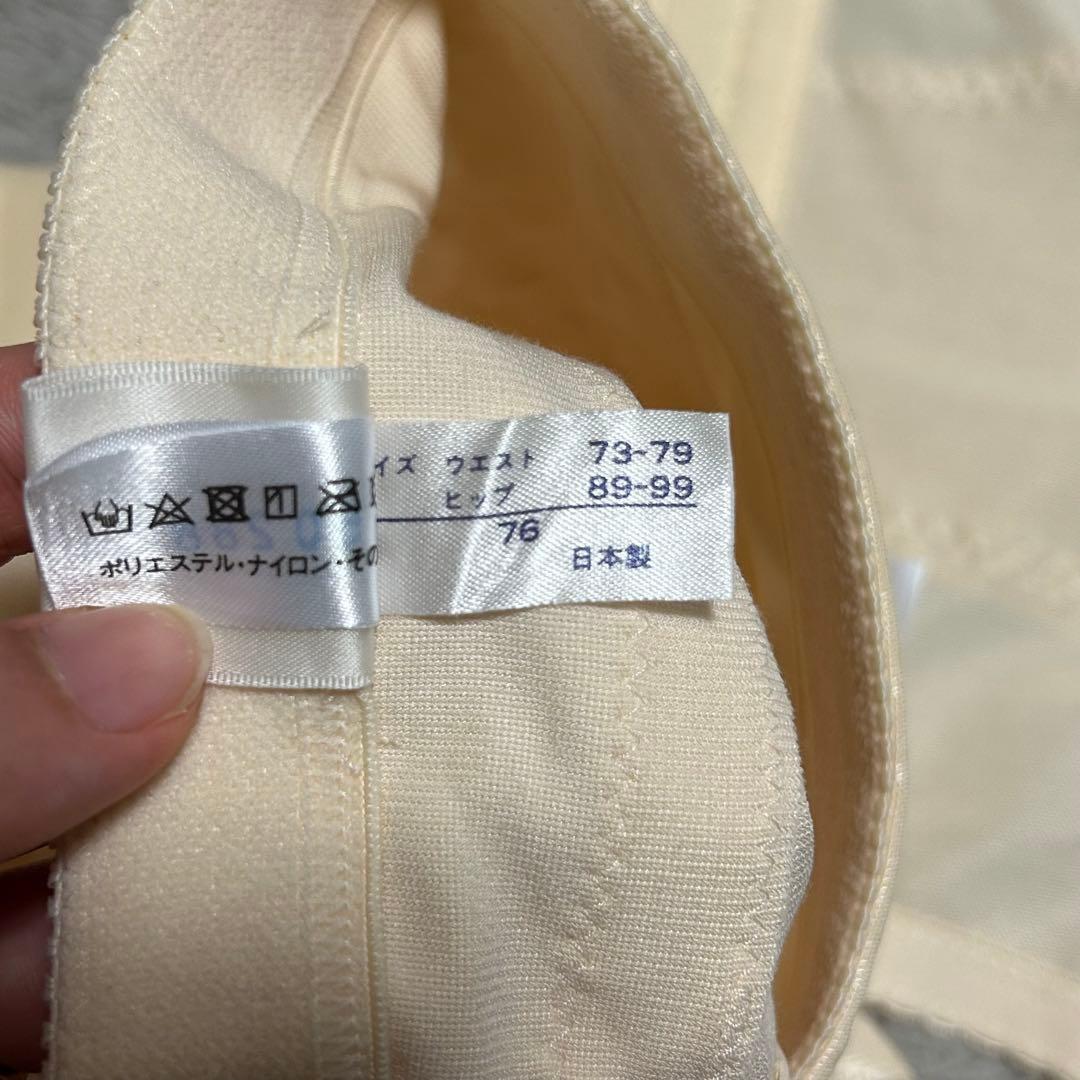 イズ ウエスト 73-79
ヒップ 89-99
76
日本製
ポリエステル・ナイロン・その